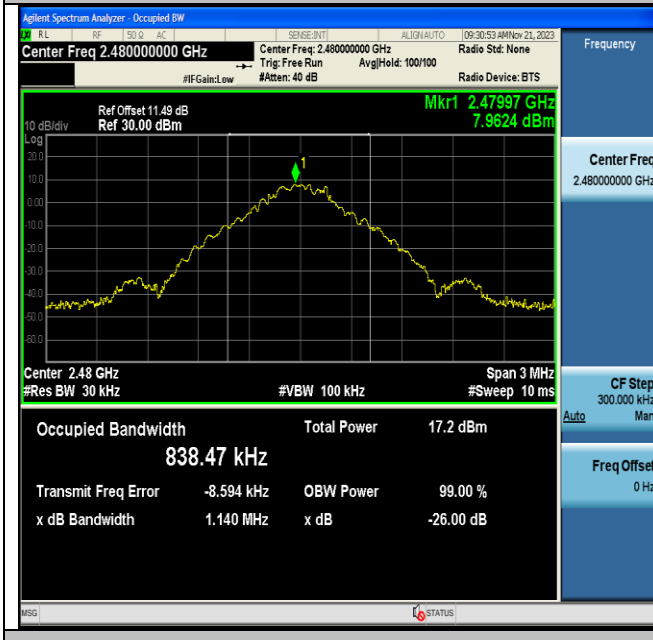 Agilent Spectrum Analyzer - Occupied BW
RL RF 50 Ω AC SENSE:INT ALIGN AUTO 09:30:53 AM Nov 21, 2023
Center Freq 2.480000000 GHz Center Freq: 2.480000000 GHz Radio Std: None Frequency
Trig: Free Run Avg|Hold: 100/100
#IFGain:Low #Atten: 40 dB Radio Device: BTS
Ref Offset 11.49 dB Mkr1 2.47997 GHz
10 dB/div Ref 30.00 dBm 7.9624 dBm
Log
20.0
1
10.0
0.00
-10.0
-20.0
-30.0
-40.0
-50.0
-60.0
Center Freq
2.480000000 GHz
Center 2.48 GHz Span 3 MHz
#Res BW 30 kHz #VBW 100 kHz #Sweep 10 ms
CF Step
300.000 kHz
Auto Man
Occupied Bandwidth Total Power 17.2 dBm
838.47 kHz
Transmit Freq Error -8.594 kHz OBW Power 99.00 %
x dB Bandwidth 1.140 MHz x dB -26.00 dB
Freq Offset
0 Hz
MSG STATUS